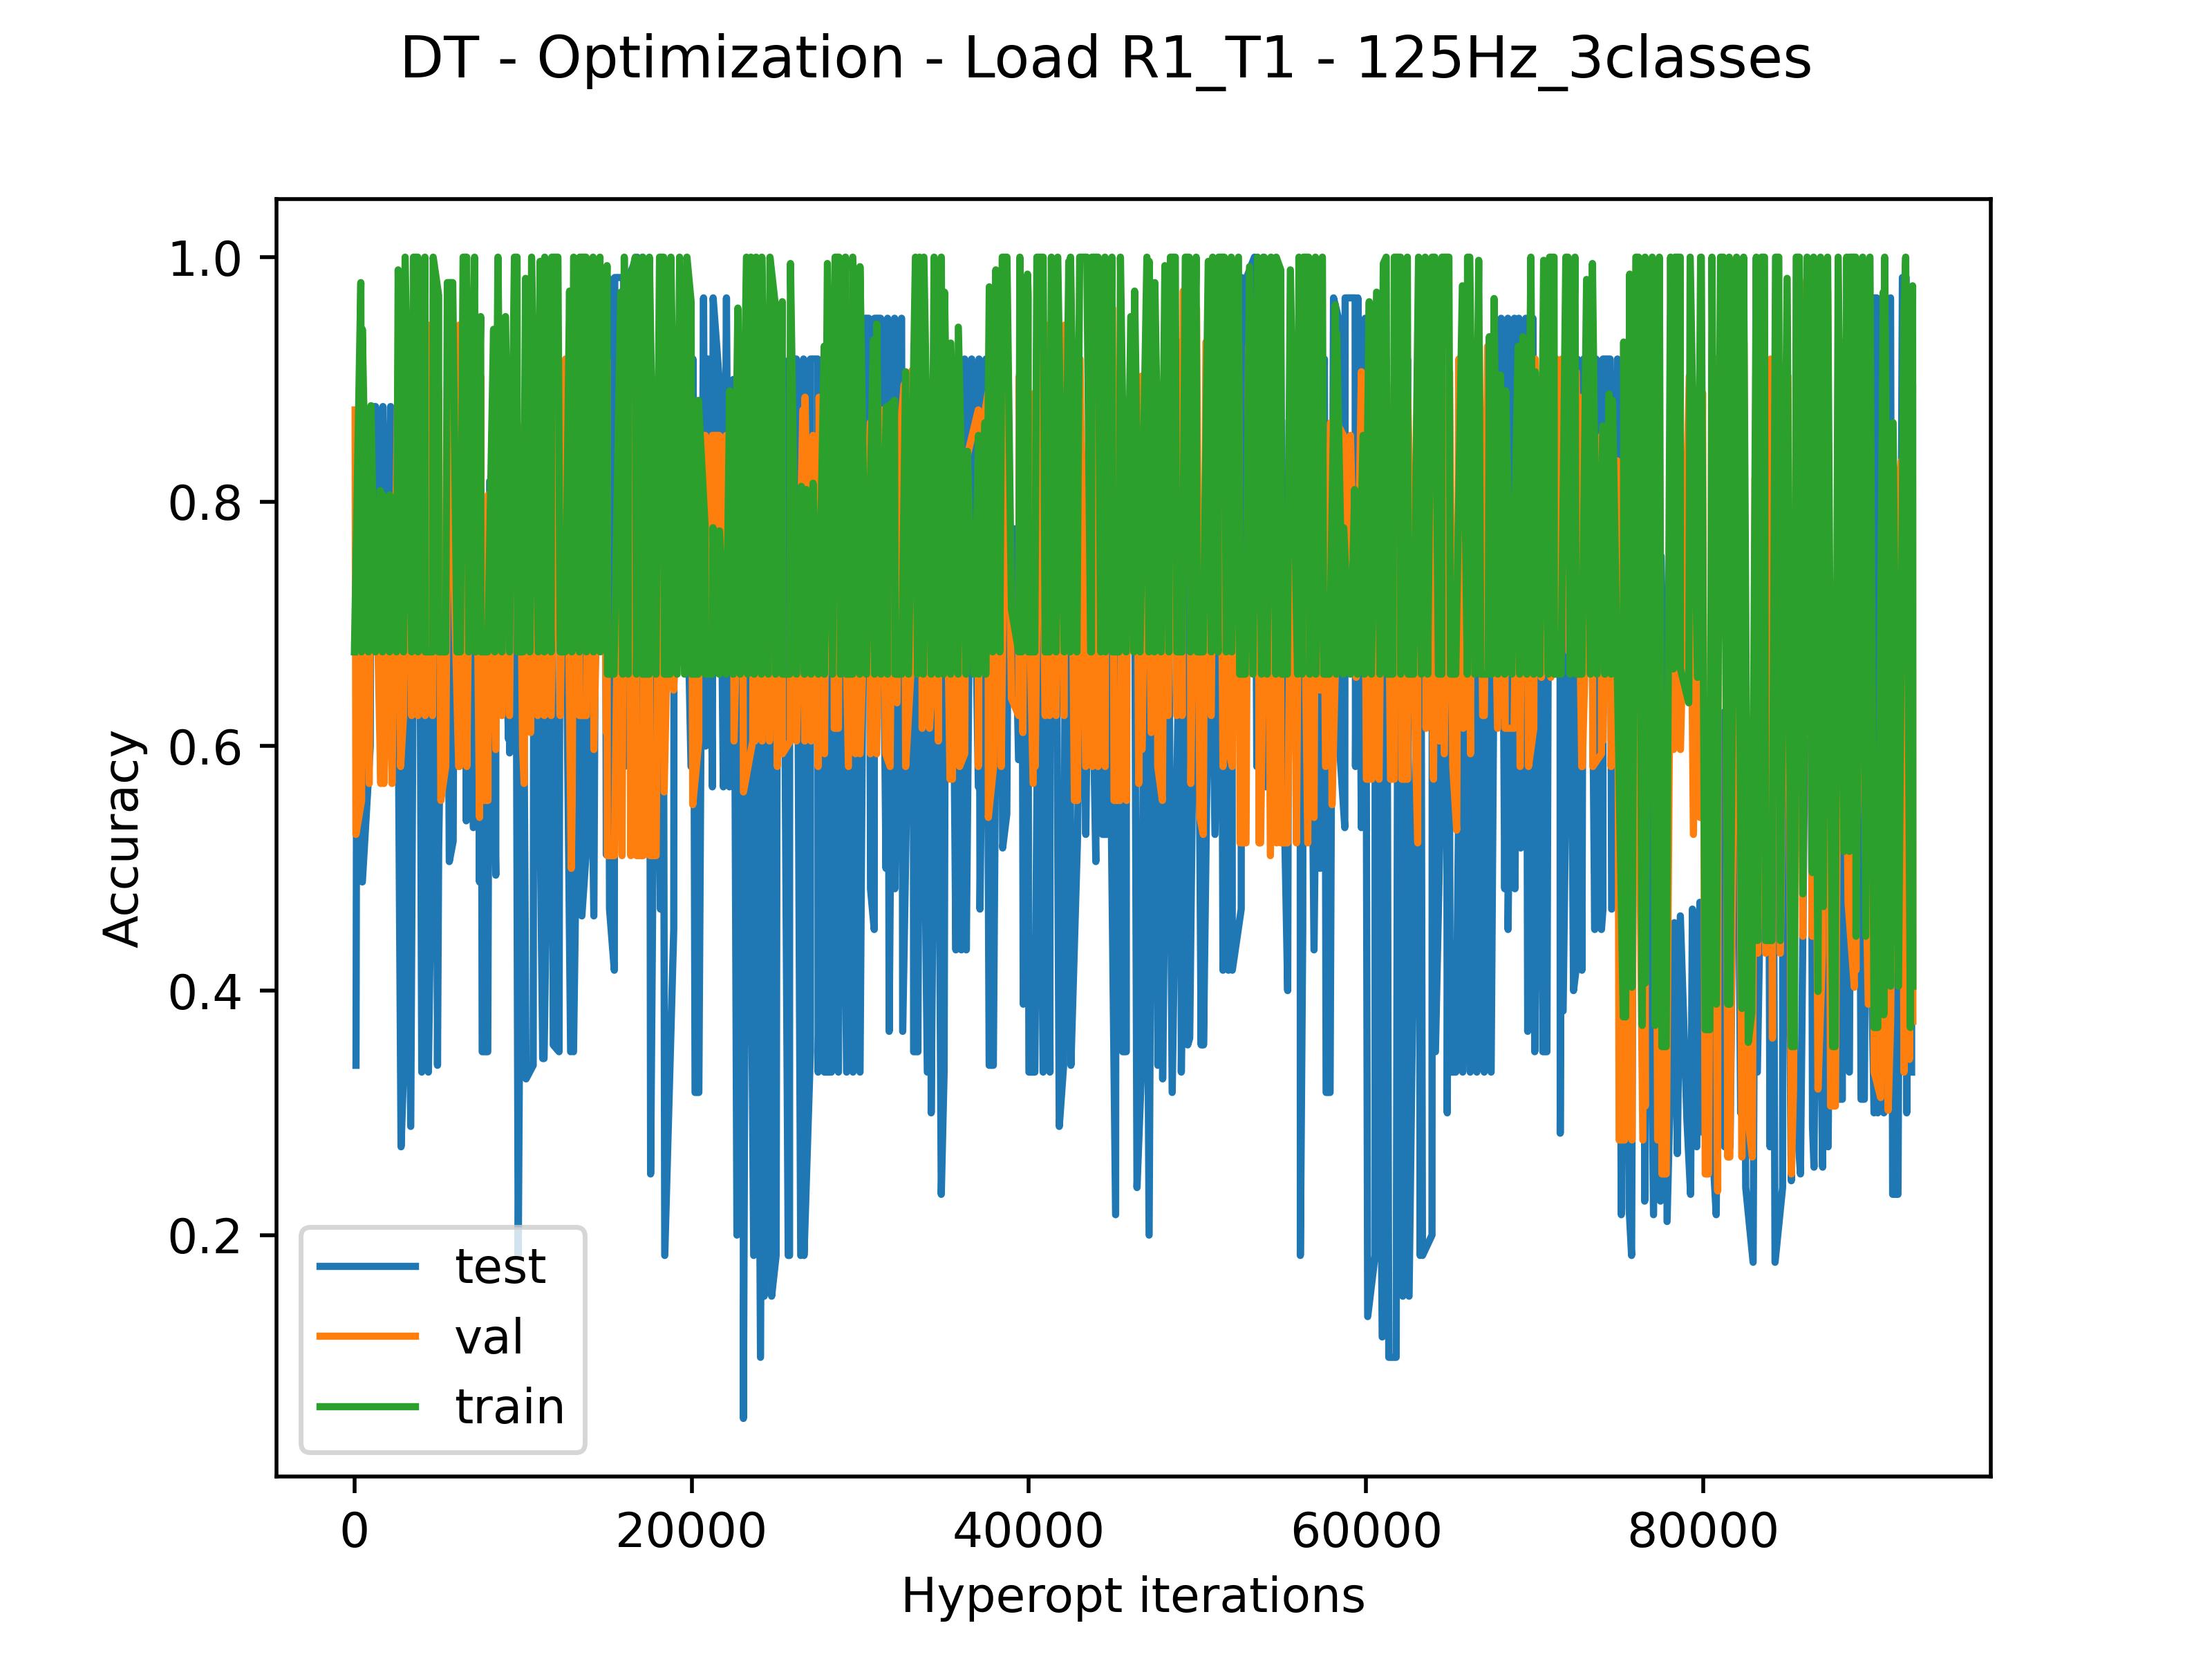 DT - Optimization - Load R1_T1 - 125Hz_3classes
1.0
0.8
0.6
0.4
0.2
Accuracy
test
val
train
0 20000 40000 60000 80000
Hyperopt iterations